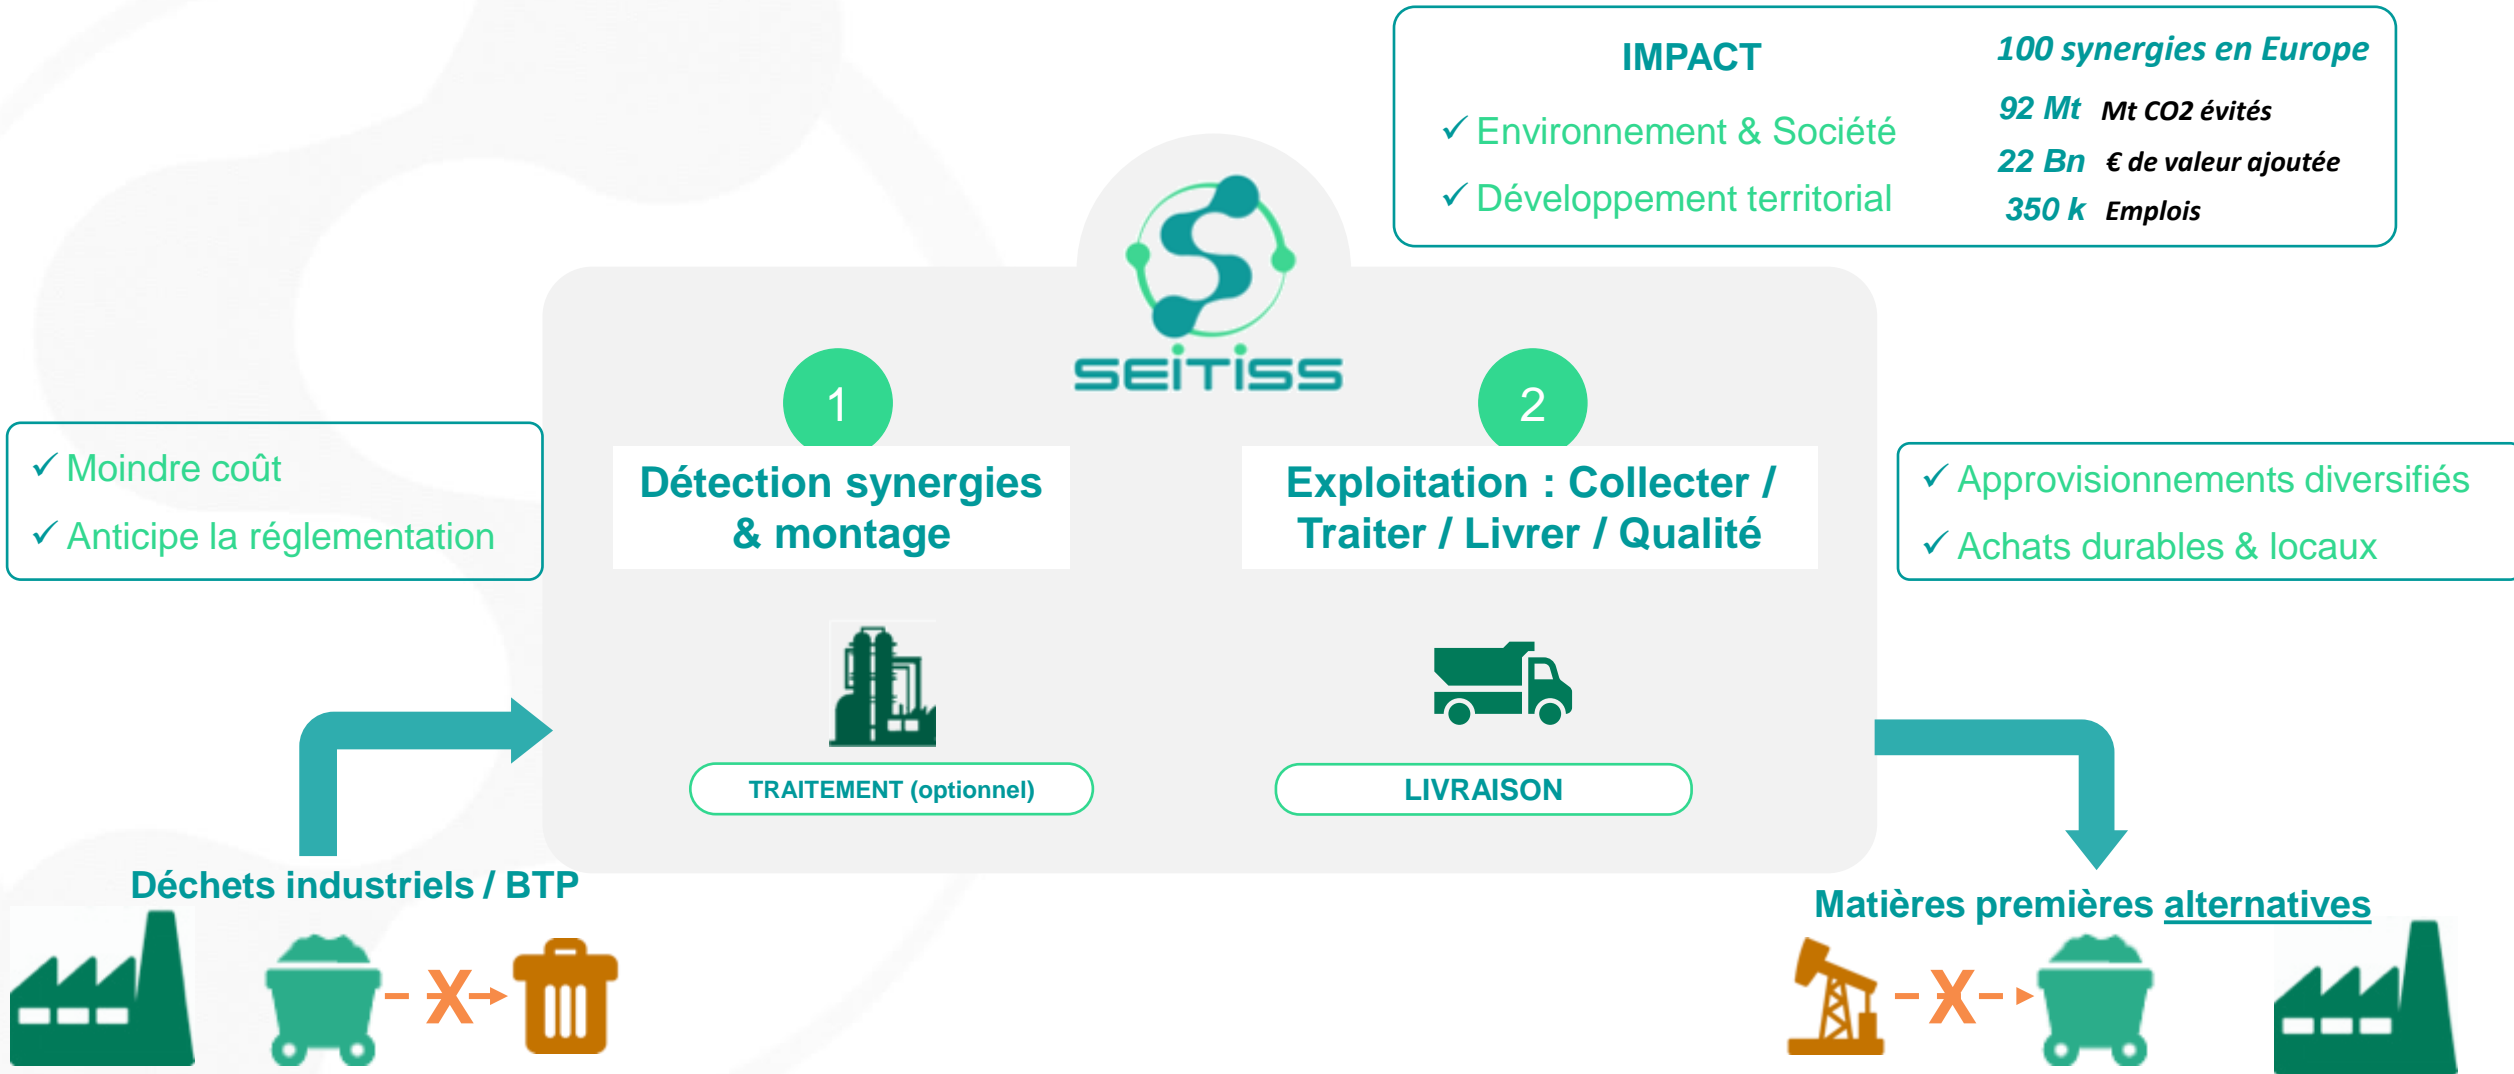 IMPACT
✓ Environnement & Société
✓ Développement territorial
100 synergies en Europe
92 Mt Mt CO2 évités
22 Bn € de valeur ajoutée
350 k Emplois
SEITISS
1
Détection synergies
& montage
2
Exploitation : Collecter /
Traiter / Livrer / Qualité
✓ Moindre coût
✓ Anticipe la réglementation
✓ Approvisionnements diversifiés
✓ Achats durables & locaux
TRAITEMENT (optionnel)
LIVRAISON
Déchets industriels / BTP
X
Matières premières alternatives
X